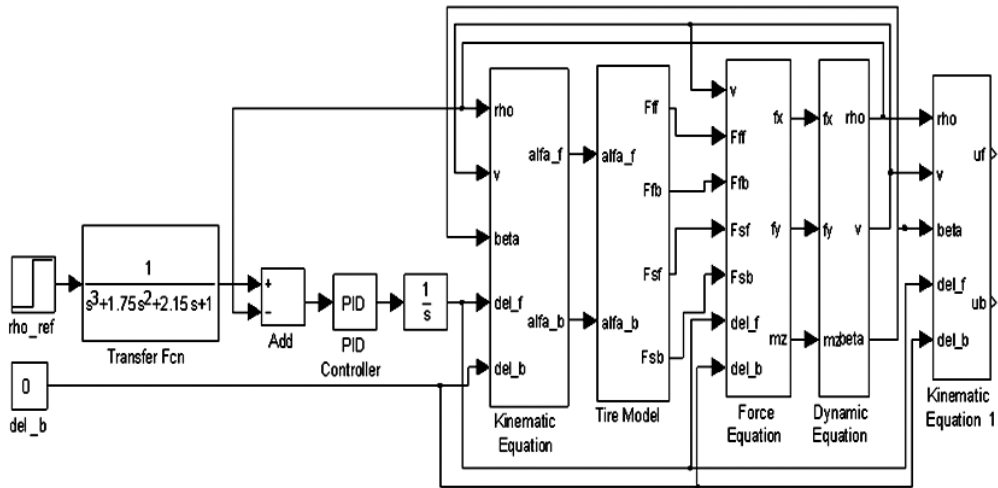 rho_ref
1
s3+1.75s2+2.15s+1
Transfer Fcn
+
−
Add
PID
PID
Controller
1
s
0
del_b
rho
v
beta
del_f
del_b
alfa_f
alfa_b
Kinematic
Equation
alfa_f
alfa_b
Fff
Ffb
Fsf
Fsb
Tire Model
v
Fff
Ffb
Fsf
Fsb
del_f
del_b
fx
fy
mz
Force
Equation
fx
fy
mz
rho
v
beta
Dynamic
Equation
rho
v
beta
del_f
del_b
uf
ub
Kinematic
Equation 1